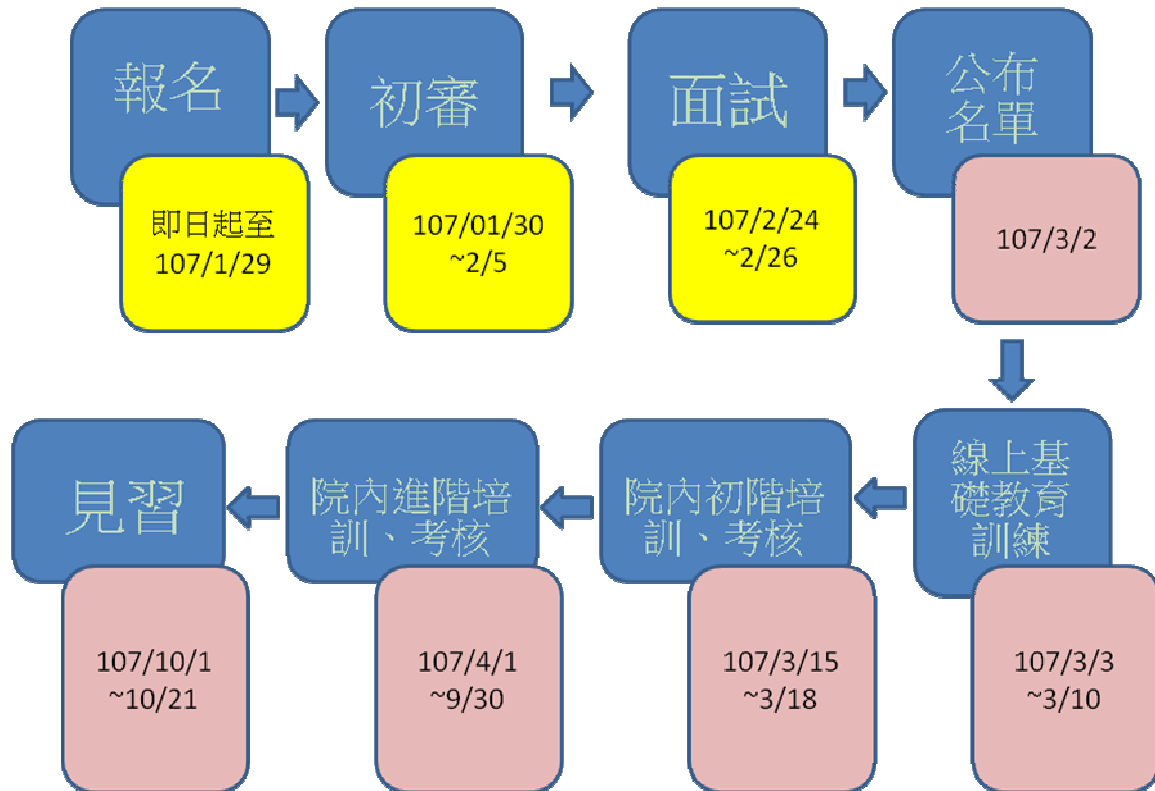 報名
即日起至
107/1/29
初審
107/01/30
~2/5
面試
107/2/24
~2/26
公布
名單
107/3/2
線上基
礎教育
訓練
107/3/3
~3/10
院內初階培
訓、考核
107/3/15
~3/18
院內進階培
訓、考核
107/4/1
~9/30
見習
107/10/1
~10/21